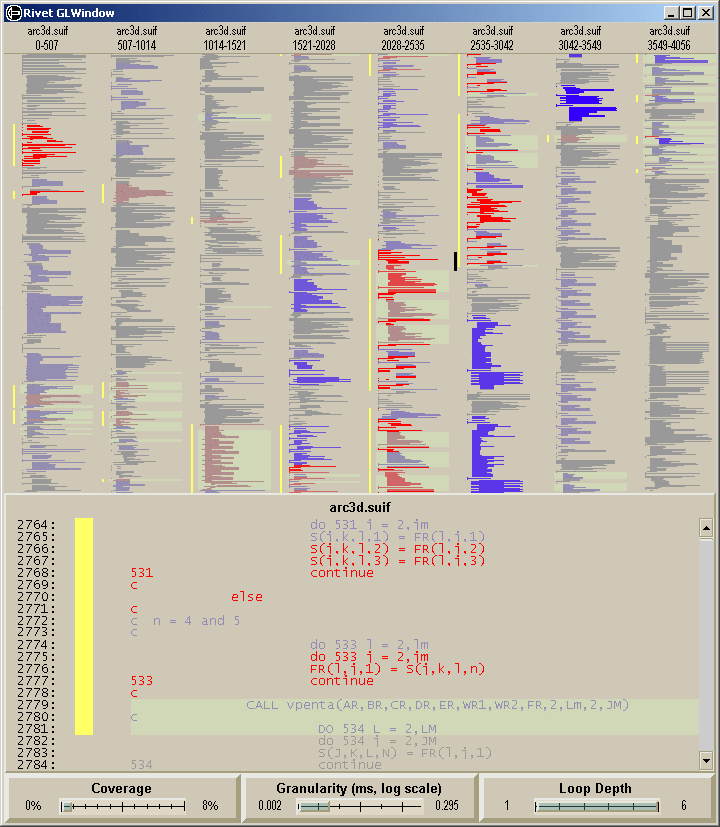 Rivet GLWindow
arc3d.suif arc3d.suif arc3d.suif arc3d.suif arc3d.suif arc3d.suif arc3d.suif arc3d.suif
0-507 507-1014 1014-1521 1521-2028 2028-2535 2535-3042 3042-3549 3549-4056
arc3d.suif
2764: do 531 j = 2,jm
2765: S(j,k,l,1) = FR(l,j,1)
2766: S(j,k,l,2) = FR(l,j,2)
2767: S(j,k,l,3) = FR(l,j,3)
2768: 531 continue
2769: c
2770: else
2771: c
2772: c n = 4 and 5
2773: c
2774: do 533 l = 2,lm
2775: do 533 j = 2,jm
2776: FR(l,j,1) = S(j,k,l,n)
2777: 533 continue
2778: c
2779: CALL vpenta(AR,BR,CR,DR,ER,WR1,WR2,FR,2,Lm,2,JM)
2780: c
2781: DO 534 L = 2,LM
2782: do 534 j = 2,JM
2783: S(J,K,L,N) = FR(l,j,1)
2784: 534 continue
Coverage Granularity (ms, log scale) Loop Depth
0% 8% 0.002 0.295 1 6